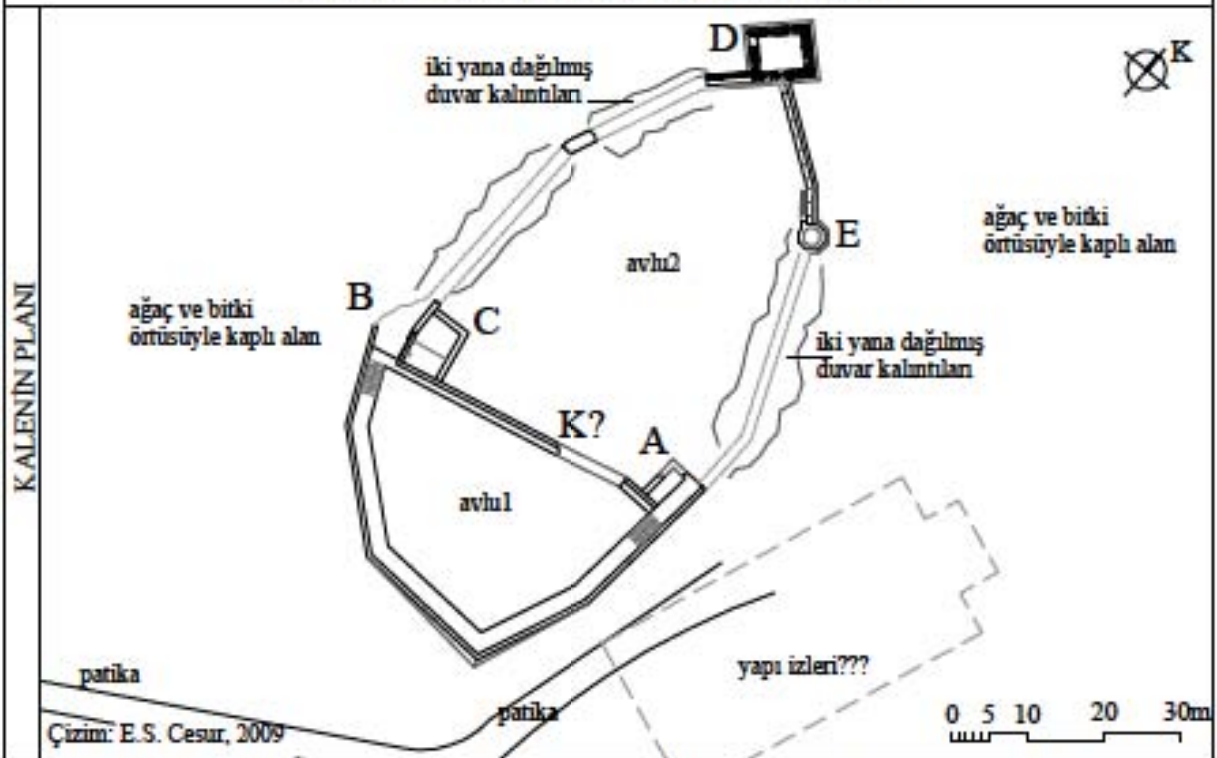 KALENİN PLANI
D
K
iki yana dağılmış
duvar kalıntıları
ağaç ve bitki
örtüsüyle kaplı alan
E
avlu2
B
ağaç ve bitki
örtüsüyle kaplı alan
C
iki yana dağılmış
duvar kalıntıları
K?
A
avlu1
yapı izleri???
patika
patika
0 5 10 20 30m
Çizim: E.S. Cesur, 2009